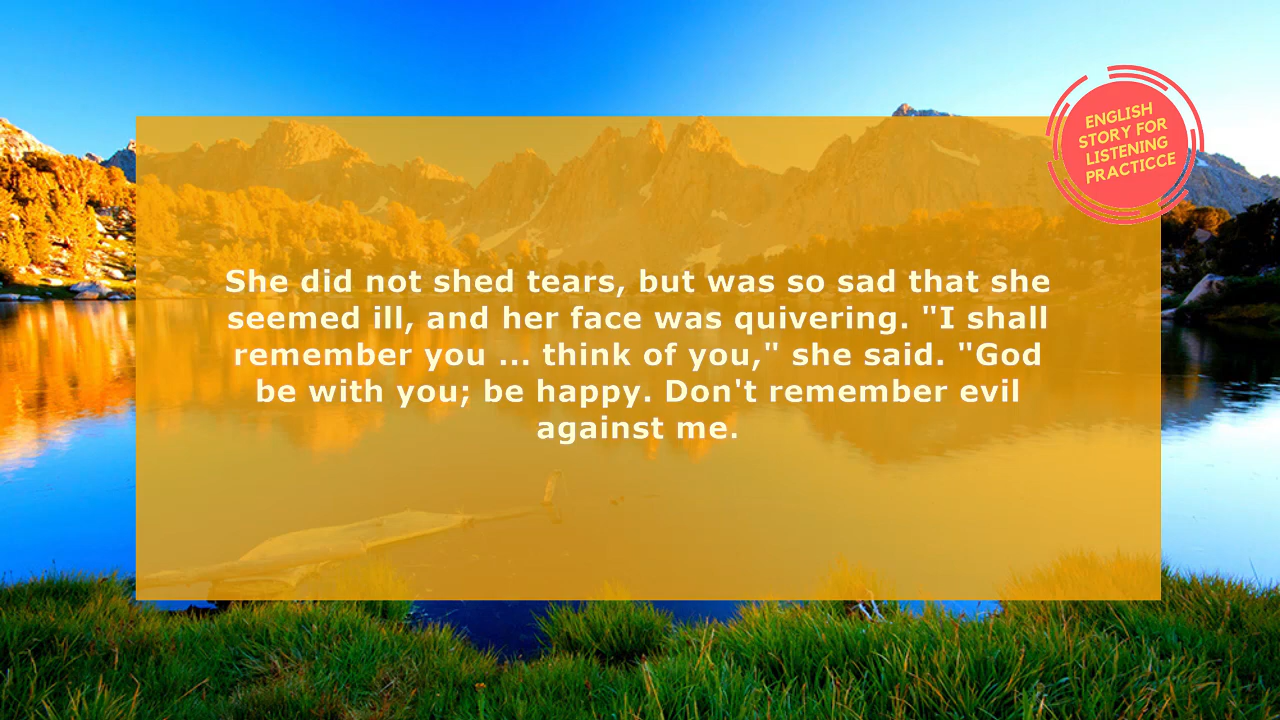 ENGLISH
STORY FOR
LISTENING
PRACTICCE
She did not shed tears, but was so sad that she
seemed ill, and her face was quivering. "I shall
remember you ... think of you," she said. "God
be with you; be happy. Don't remember evil
against me.